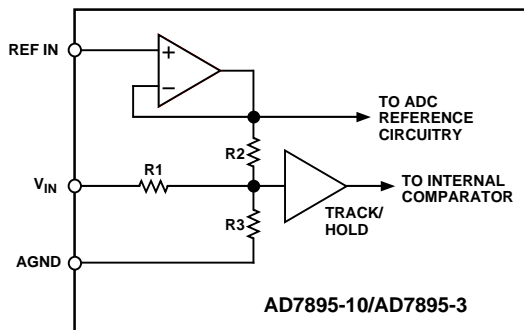 REF IN
+
−
TO ADC
REFERENCE
CIRCUITRY
R2
R1
V_IN
TO INTERNAL
COMPARATOR
TRACK/
HOLD
R3
AGND
AD7895-10/AD7895-3